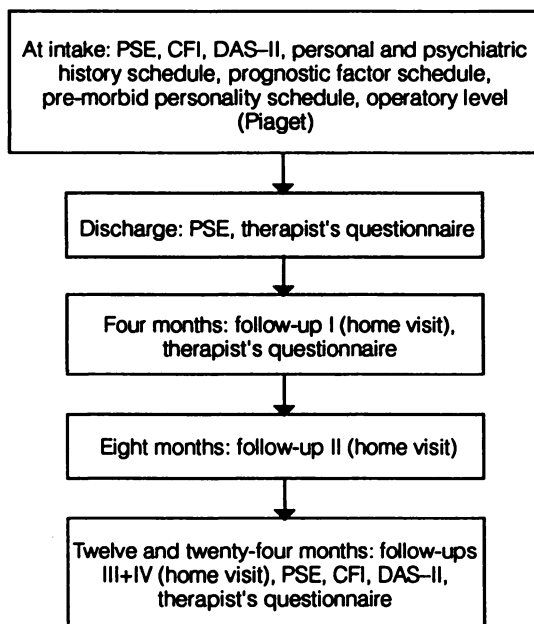 At intake: PSE, CFI, DAS–II, personal and psychiatric
history schedule, prognostic factor schedule,
pre-morbid personality schedule, operatory level
(Piaget)
Discharge: PSE, therapist's questionnaire
Four months: follow-up I (home visit),
therapist's questionnaire
Eight months: follow-up II (home visit)
Twelve and twenty-four months: follow-ups
III+IV (home visit), PSE, CFI, DAS–II,
therapist's questionnaire